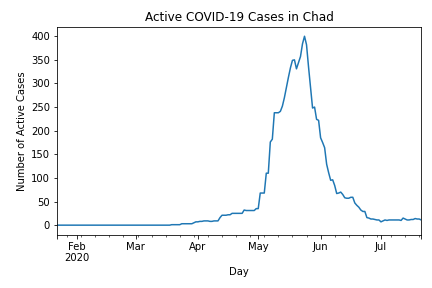 Active COVID-19 Cases in Chad
Number of Active Cases
400
350
300
250
200
150
100
50
0
Feb Mar Apr May Jun Jul
2020
Day